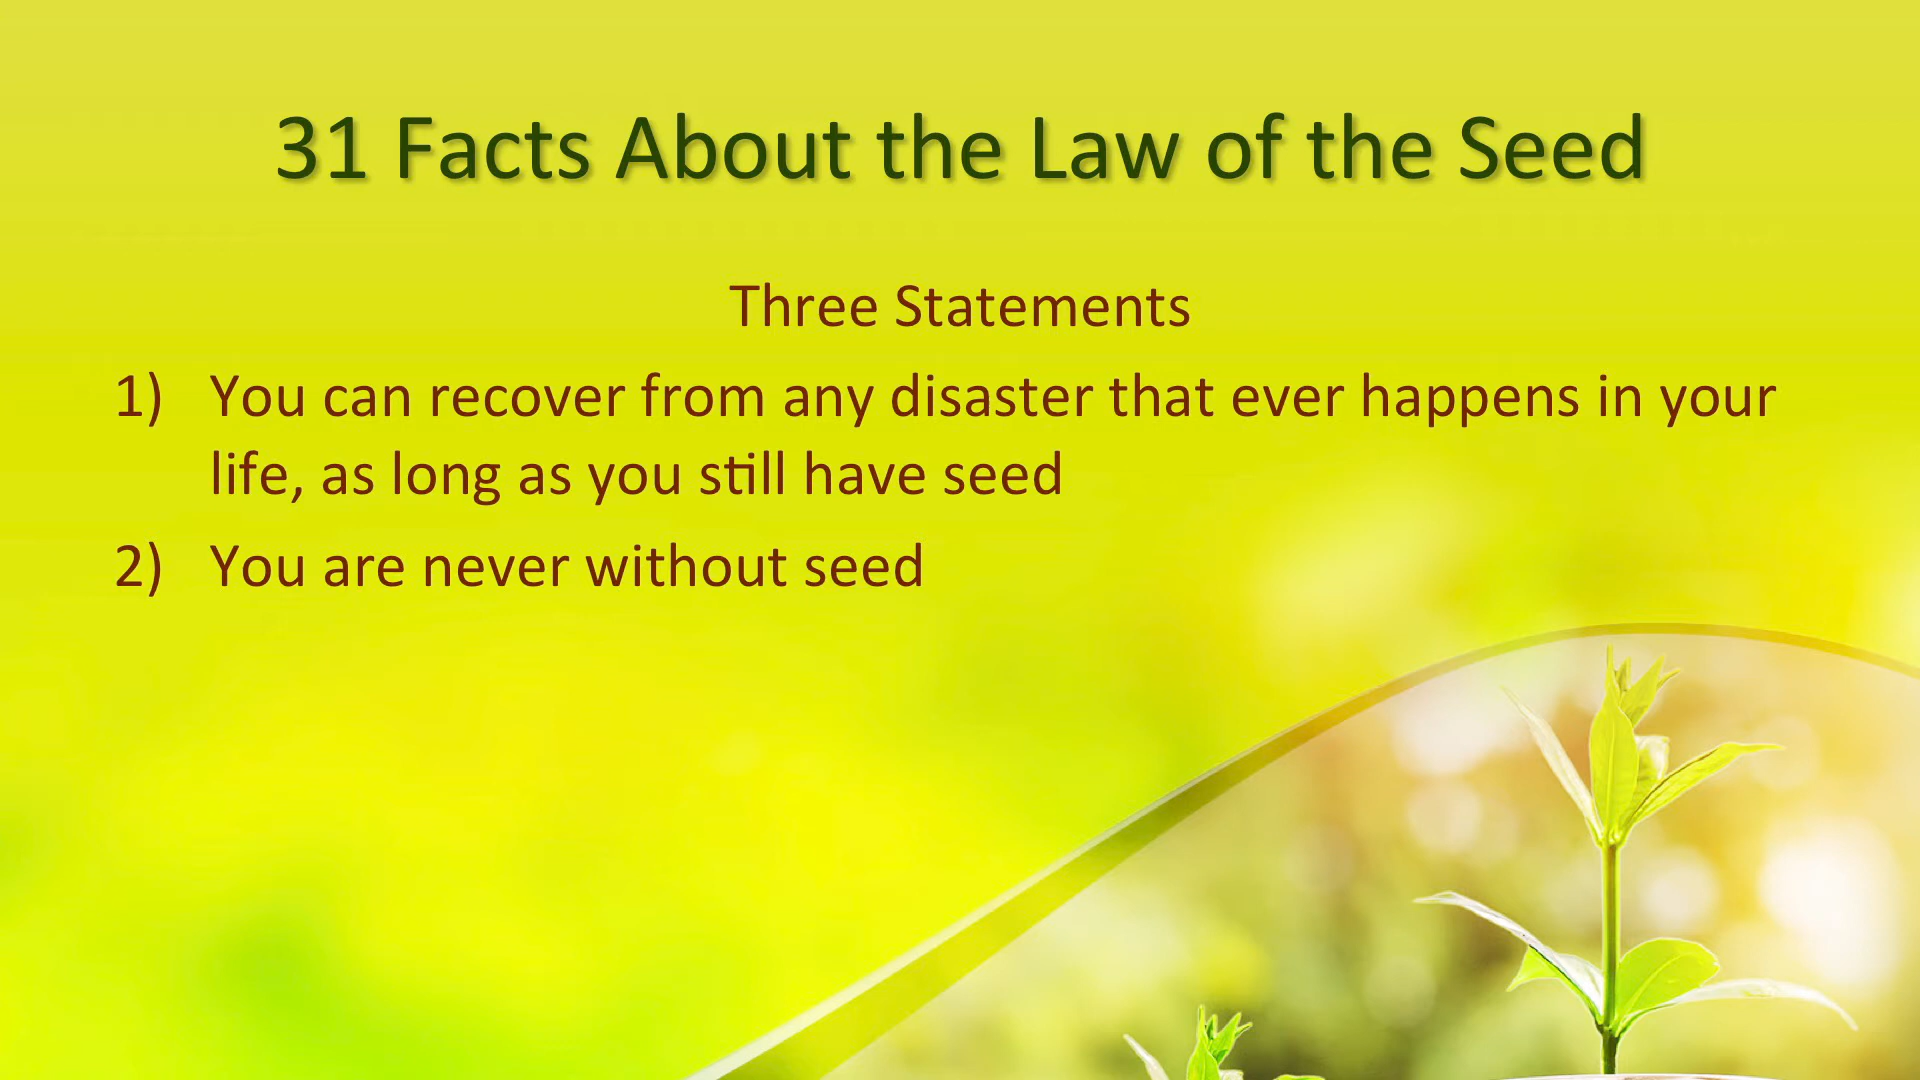 31 Facts About the Law of the Seed
Three Statements
1) You can recover from any disaster that ever happens in your
life, as long as you still have seed
2) You are never without seed